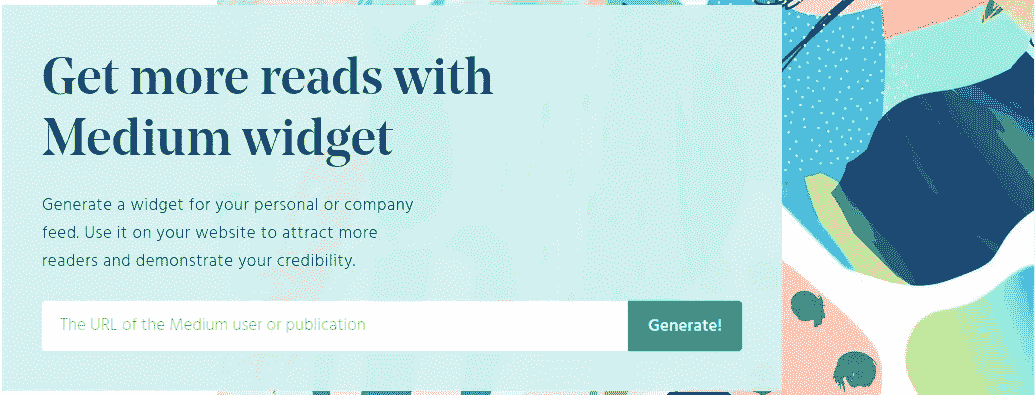 Get more reads with
Medium widget
Generate a widget for your personal or company
feed. Use it on your website to attract more
readers and demonstrate your credibility.
The URL of the Medium user or publication
Generate!